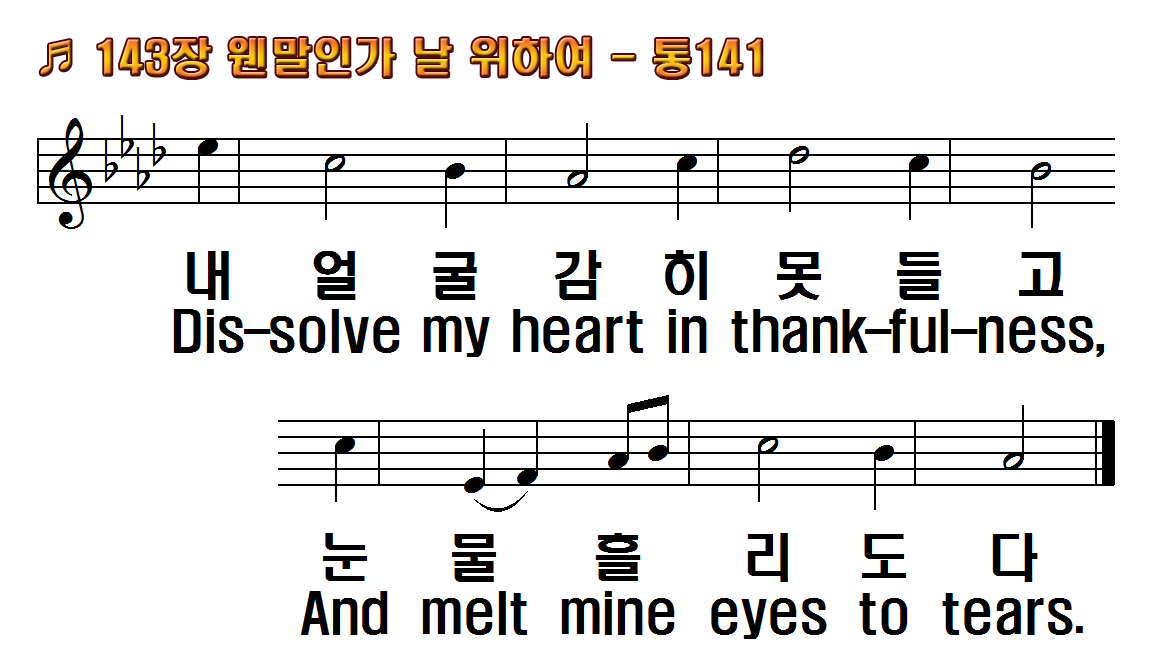 ♬ 143장 웬말인가 날 위하여 - 통141
내 얼 굴 감 히 못 들 고
Dis-solve my heart in thank-ful-ness,
눈 물 흘 리 도 다
And melt mine eyes to tears.